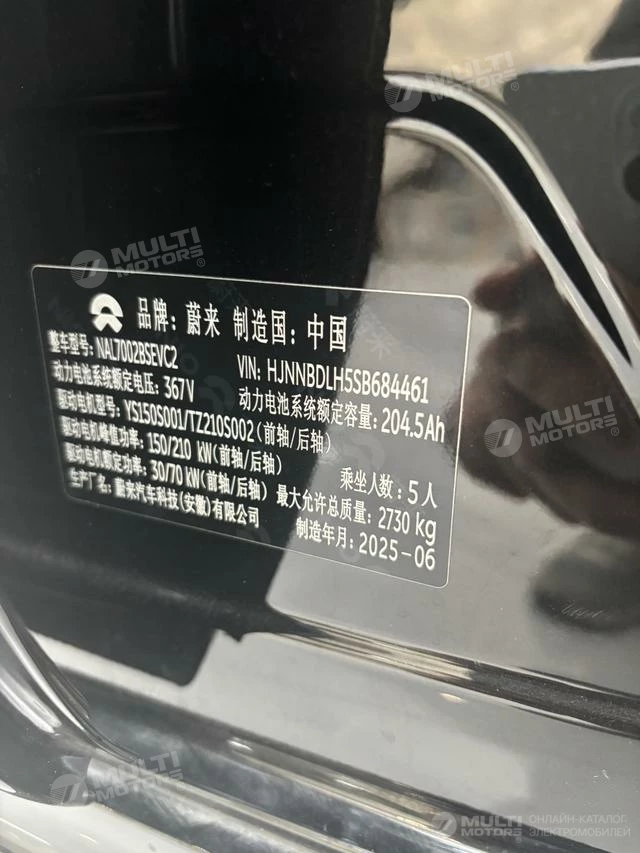 MULTI
MOTORS®
MULTI
MOTORS®
品牌：蔚来 制造国：中国
整车型号：NAL7002BSEVC2 VIN: HJNNBDLH5SB684461
动力电池系统额定电压：367V 动力电池系统额定容量：204.5Ah
驱动电机型号：YS150S001/TZ210S002(前轴/后轴)
驱动电机峰值功率：150/210 kW(前轴/后轴)
驱动电机额定功率：30/70 kW(前轴/后轴) 乘坐人数：5人
生产厂名：蔚来汽车科技(安徽)有限公司 最大允许总质量：2730 kg
制造年月：2025-06
MULTI
MOTORS®
MULTI
MOTORS®
MULTI
MOTORS®
ОНЛАЙН-КАТАЛОГ
ЭЛЕКТРОМОБИЛЕЙ